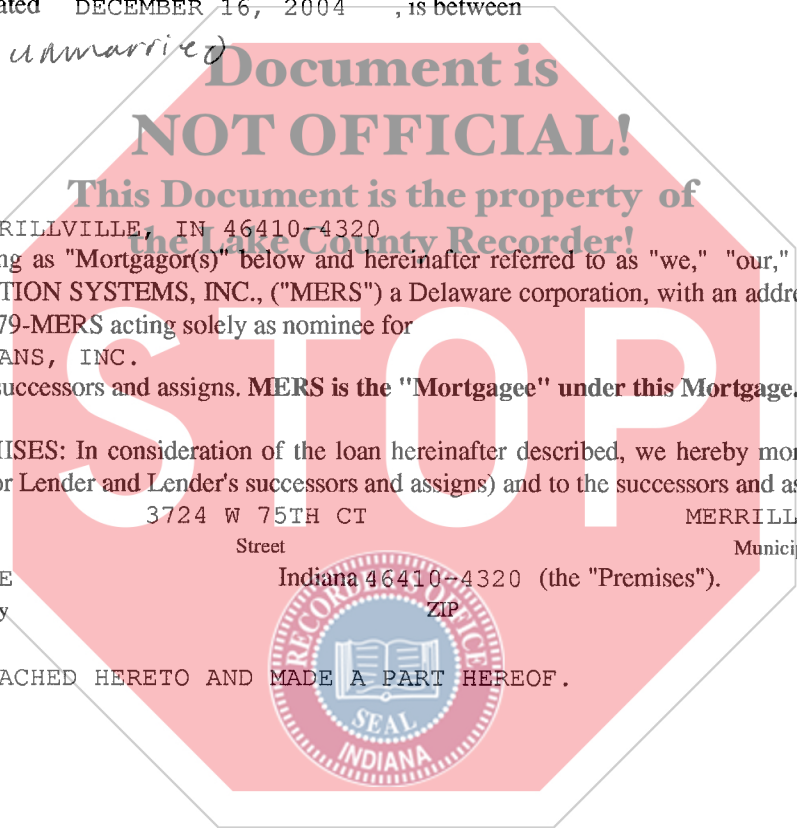 ated DECEMBER 16, 2004 , is between
unmarried
Document is
NOT OFFICIAL!
This Document is the property of
RILLVILLE, IN 46410-4320
the Lake County Recorder!
ng as "Mortgagor(s)" below and hereinafter referred to as "we," "our,"
TION SYSTEMS, INC., ("MERS") a Delaware corporation, with an addre
79-MERS acting solely as nominee for
ANS, INC.
successors and assigns. MERS is the "Mortgagee" under this Mortgage.
STOP
ISES: In consideration of the loan hereinafter described, we hereby mor
or Lender and Lender's successors and assigns) and to the successors and as
3724 W 75TH CT MERRILL
Street Munici
E Indiana 46410-4320 (the "Premises").
y ZIP
ACHED HERETO AND MADE A PART HEREOF.
RECORDER'S OFFICE
SEAL
INDIANA